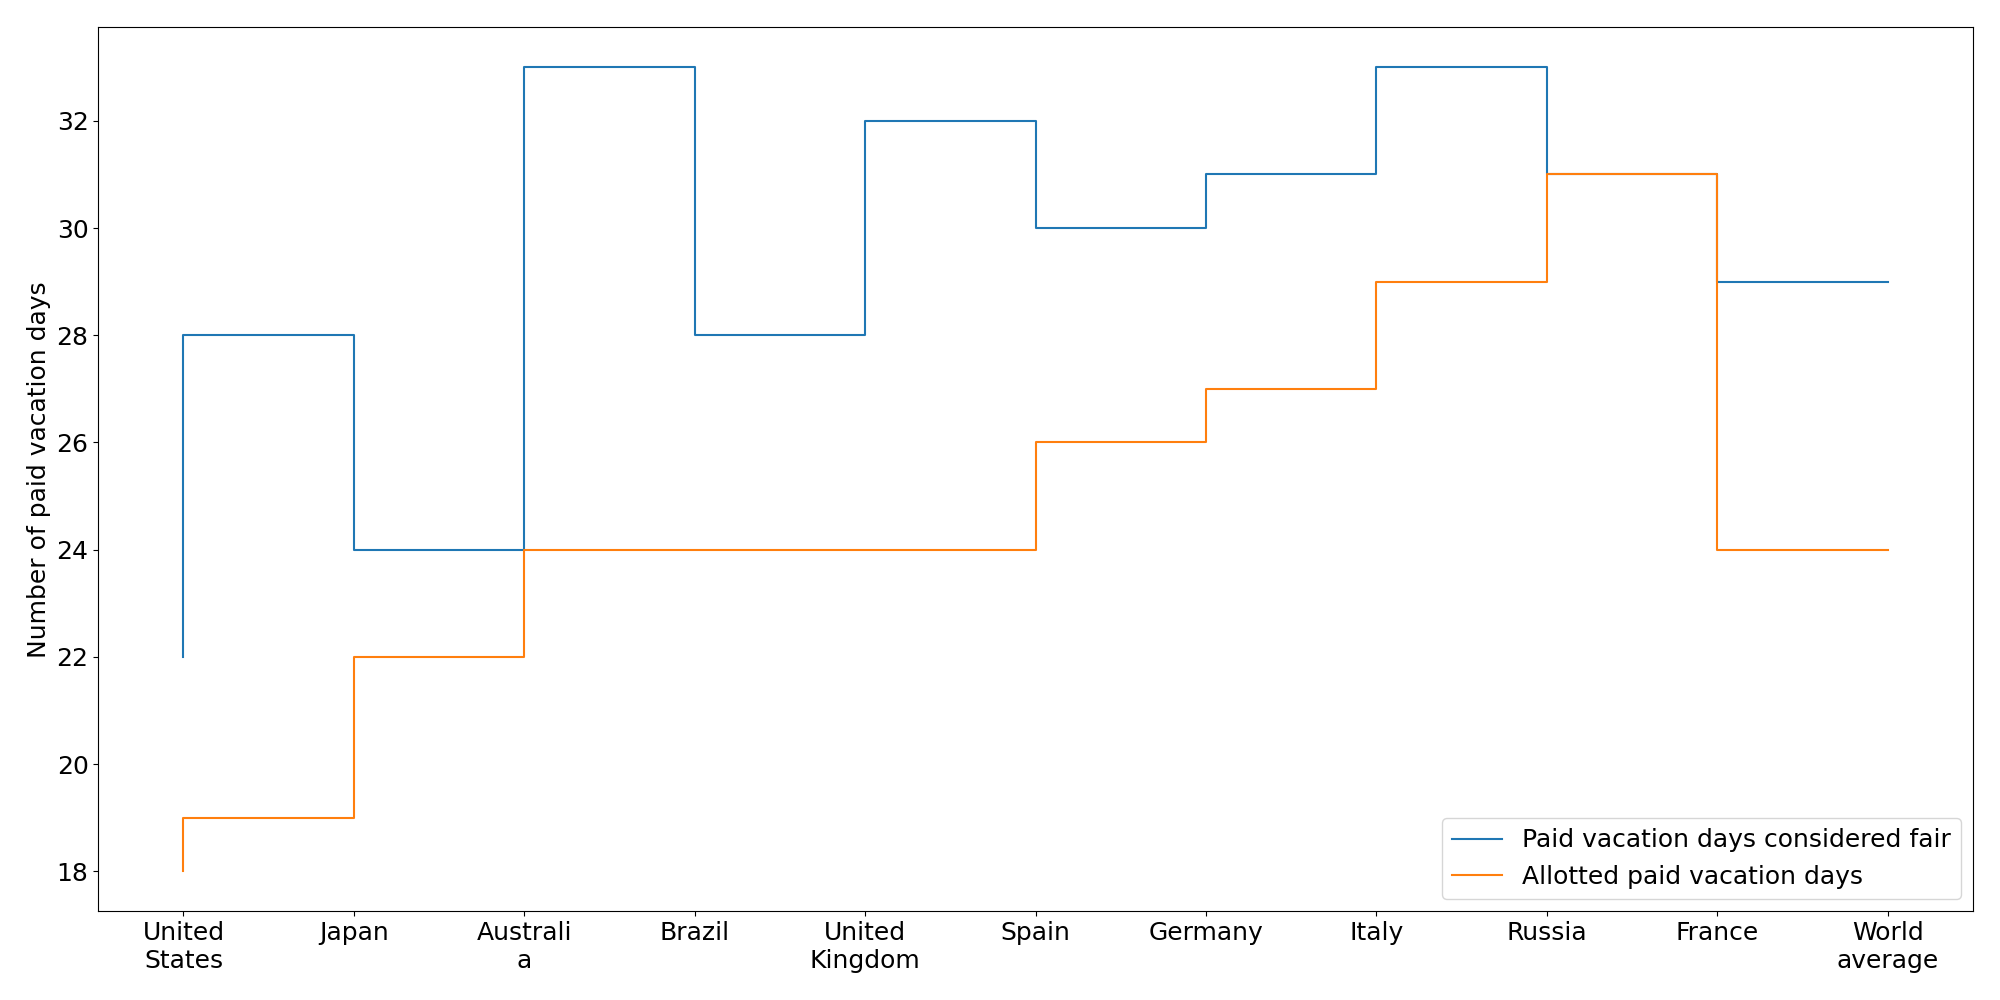 Number of paid vacation days
32
30
28
26
24
22
20
18
United
States
Japan
Australi
a
Brazil
United
Kingdom
Spain
Germany
Italy
Russia
France
World
average
Paid vacation days considered fair
Allotted paid vacation days